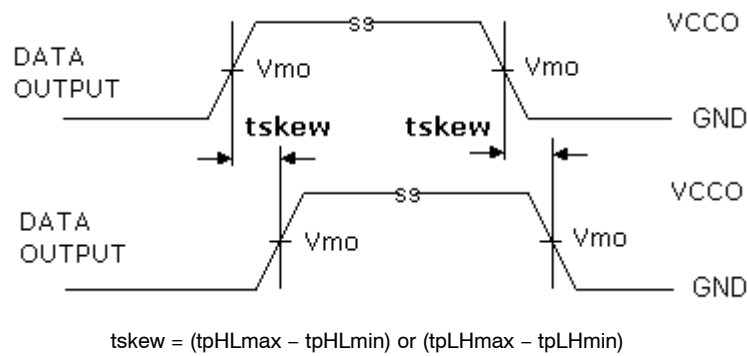 VCCO
DATA
OUTPUT
Vmo
Vmo
GND
tskew
tskew
VCCO
DATA
OUTPUT
Vmo
Vmo
GND
tskew = (tpHLmax − tpHLmin) or (tpLHmax − tpLHmin)